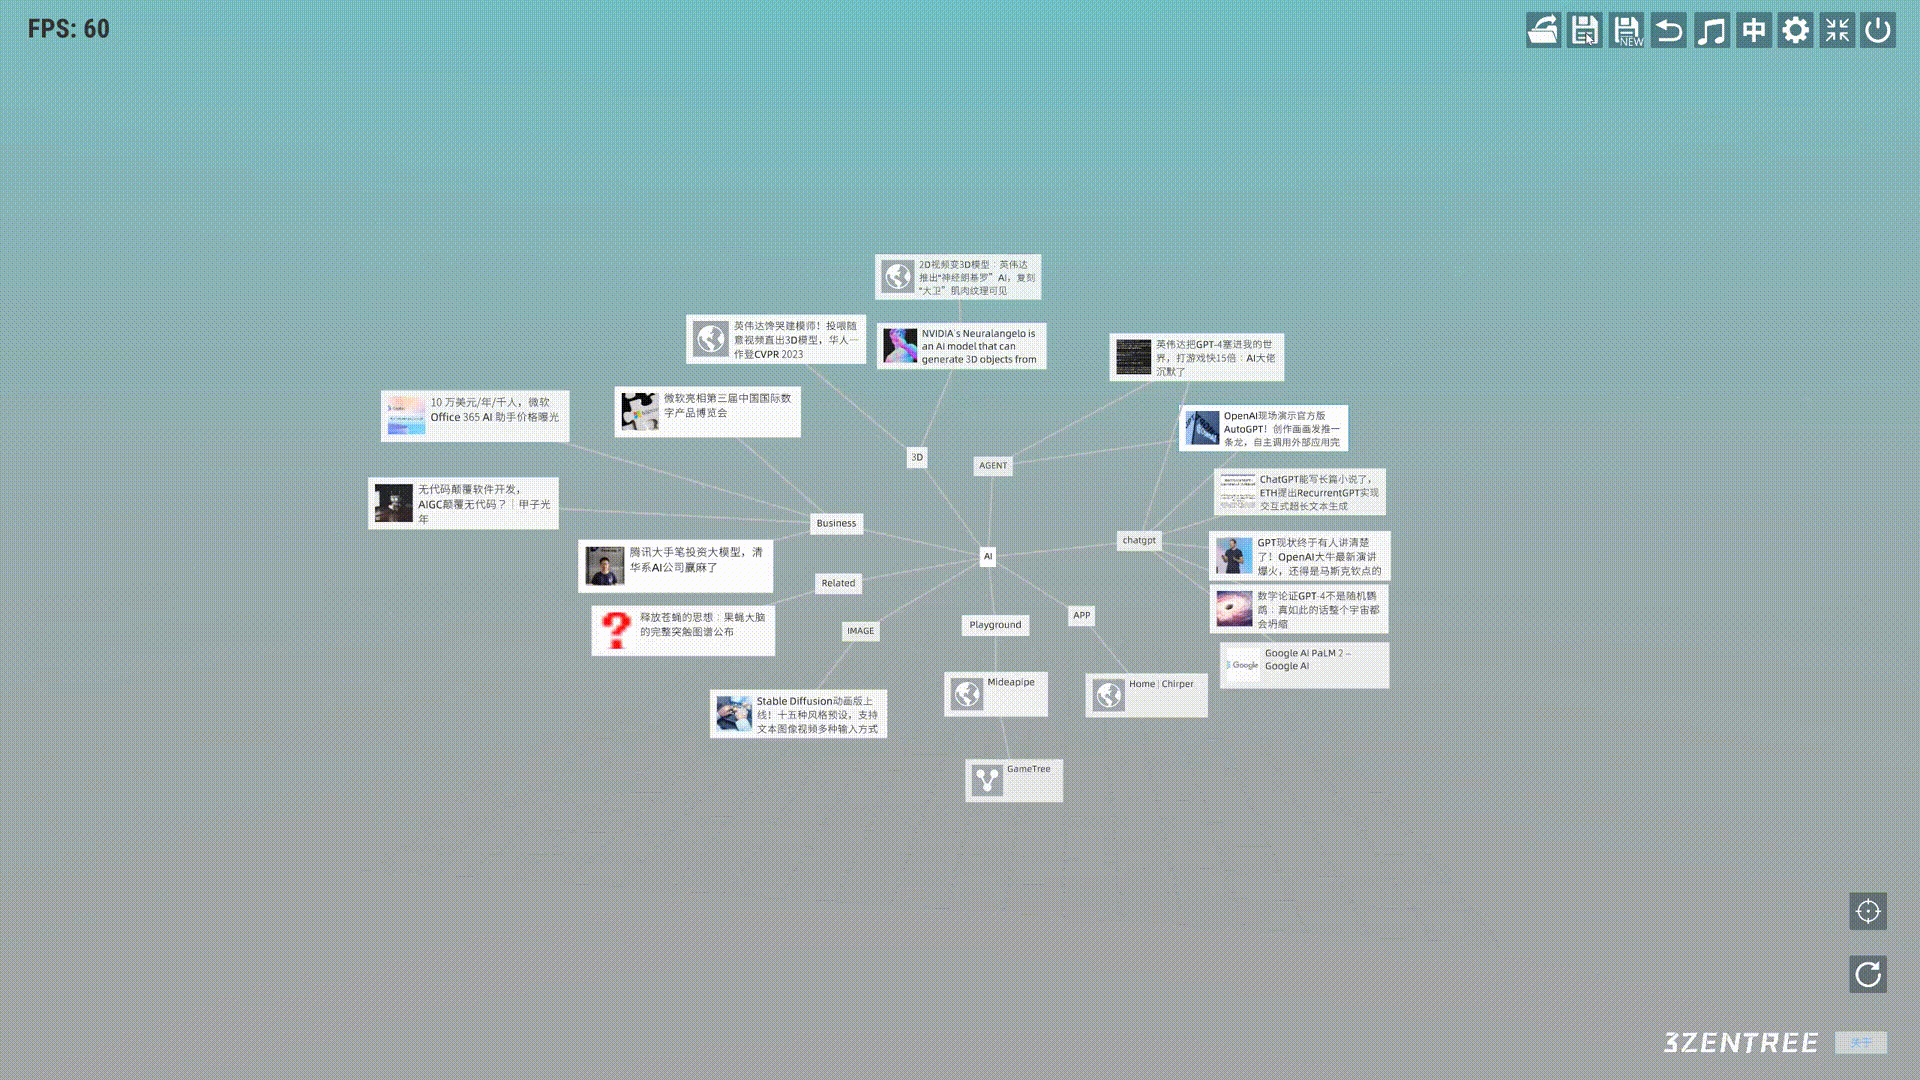 FPS: 60
NEW
中
2D视频变3D模型：英伟达
推出“神经朗基罗”AI，复刻
“大卫”肌肉纹理可见
英伟达馋哭建模师！投喂随
意视频直出3D模型，华人一
作登CVPR 2023
NVIDIA's Neuralangelo is
an AI model that can
generate 3D objects from
英伟达把GPT-4塞进我的世
界，打游戏快15倍：AI大佬
沉默了
10 万美元/年/千人，微软
Office 365 AI 助手价格曝光
微软亮相第三届中国国际数
字产品博览会
OpenAI现场演示官方版
AutoGPT！创作画画发推一
条龙，自主调用外部应用完
3D
AGENT
ChatGPT能写长篇小说了，
ETH提出RecurrentGPT实现
交互式超长文本生成
无代码颠覆软件开发，
AIGC颠覆无代码？｜甲子光
年
Business
chatgpt
AI
GPT现状终于有人讲清楚
了！OpenAI大牛最新演讲
爆火，还得是马斯克钦点的
腾讯大手笔投资大模型，清
华系AI公司赢麻了
Related
数学论证GPT-4不是随机鹦
鹉：真如此的话整个宇宙都
会坍缩
释放苍蝇的思想：果蝇大脑
的完整突触图谱公布
IMAGE
Playground
APP
Google
Google AI PaLM 2 –
Google AI
Mideapipe
Home | Chirper
Stable Diffusion动画版上
线！十五种风格预设，支持
文本图像视频多种输入方式
GameTree
3ZENTREE
关于